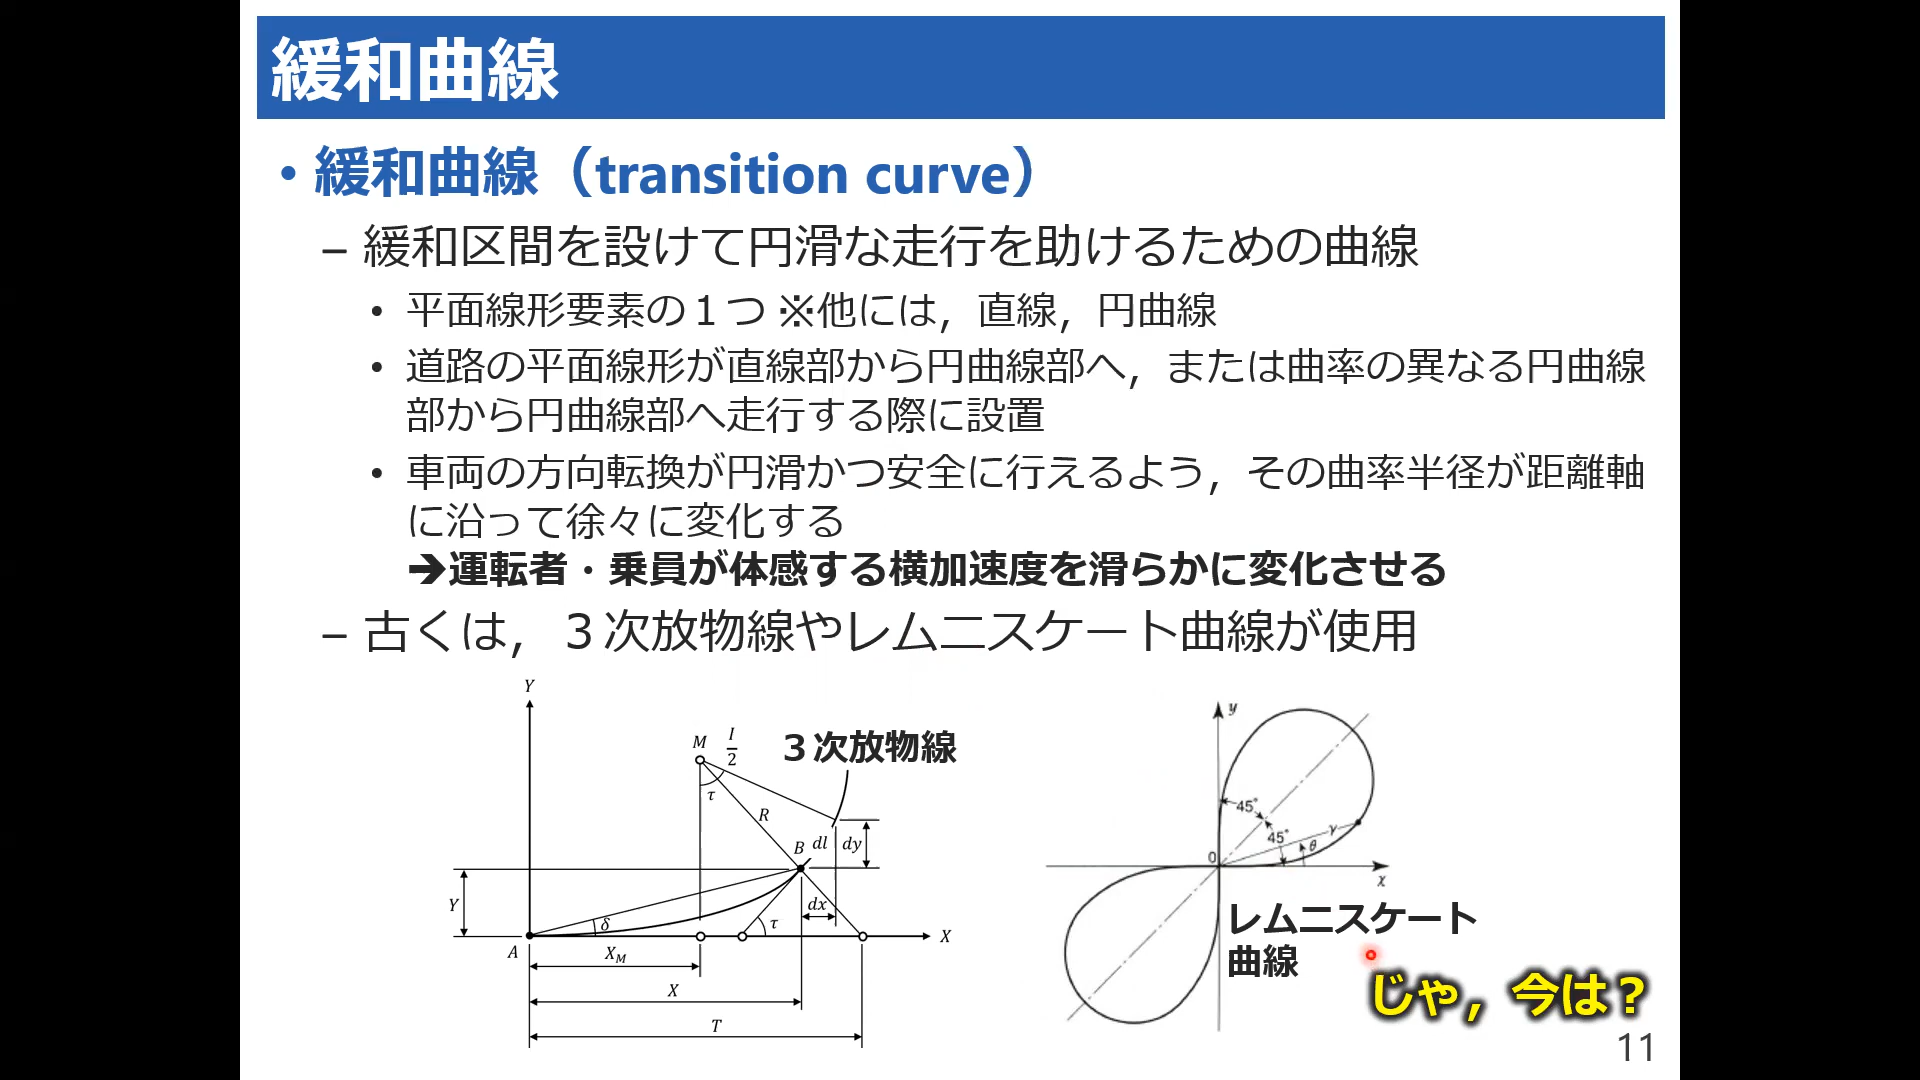 緩和曲線
• 緩和曲線（transition curve）
– 緩和区間を設けて円滑な走行を助けるための曲線
• 平面線形要素の１つ ※他には，直線，円曲線
• 道路の平面線形が直線部から円曲線部へ，または曲率の異なる円曲線
部から円曲線部へ走行する際に設置
• 車両の方向転換が円滑かつ安全に行えるよう，その曲率半径が距離軸
に沿って徐々に変化する
➔運転者・乗員が体感する横加速度を滑らかに変化させる
– 古くは，３次放物線やレムニスケート曲線が使用
Y
M
I
2
３次放物線
τ
R
B
dl
dy
Y
δ
dx
τ
A
X
X_M
X
T
y
45°
45°
γ
θ
0
χ
レムニスケート
曲線
じゃ，今は？
11